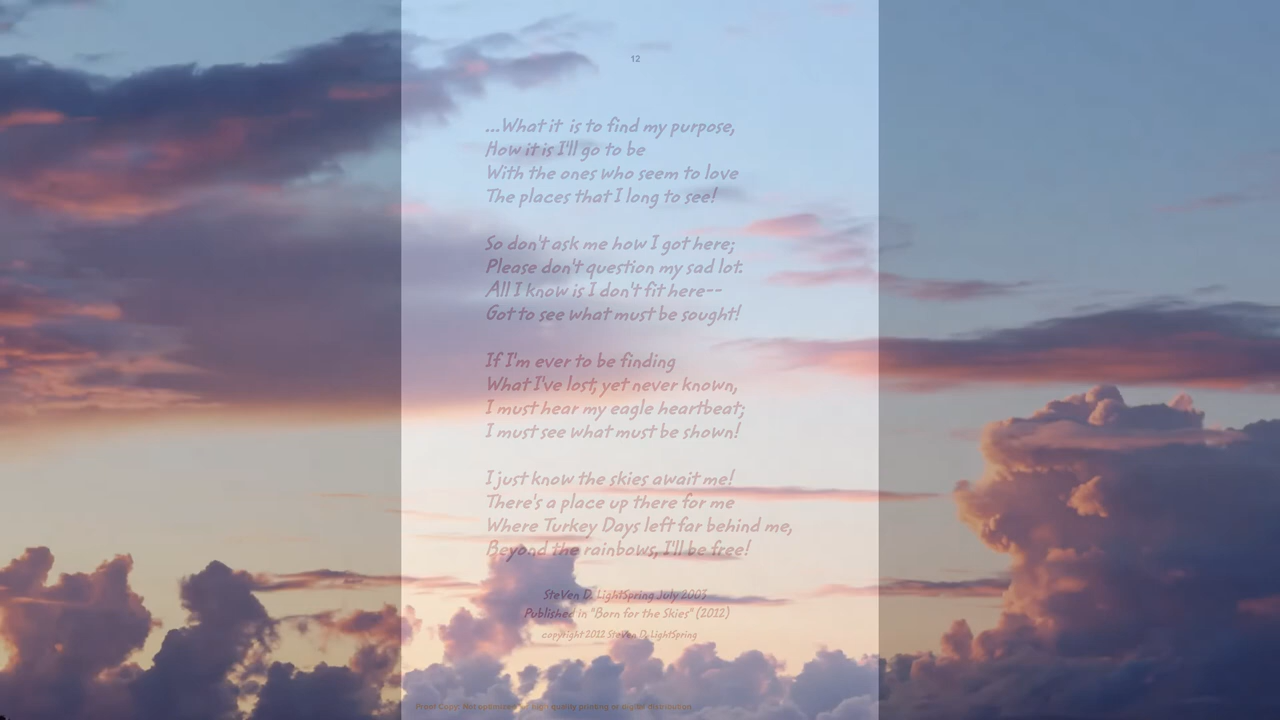 12
...What it is to find my purpose,
How it is I'll go to be
With the ones who seem to love
The places that I long to see!
So don't ask me how I got here;
Please don't question my sad lot.
All I know is I don't fit here--
Got to see what must be sought!
If I'm ever to be finding
What I've lost, yet never known,
I must hear my eagle heartbeat;
I must see what must be shown!
I just know the skies await me!
There's a place up there for me
Where Turkey Days left far behind me,
Beyond the rainbows, I'll be free!
SteVen D. LightSpring July 2003
Published in "Born for the Skies" (2012)
copyright 2012 SteVen D. LightSpring
Proof Copy: Not optimized for high quality printing or digital distribution